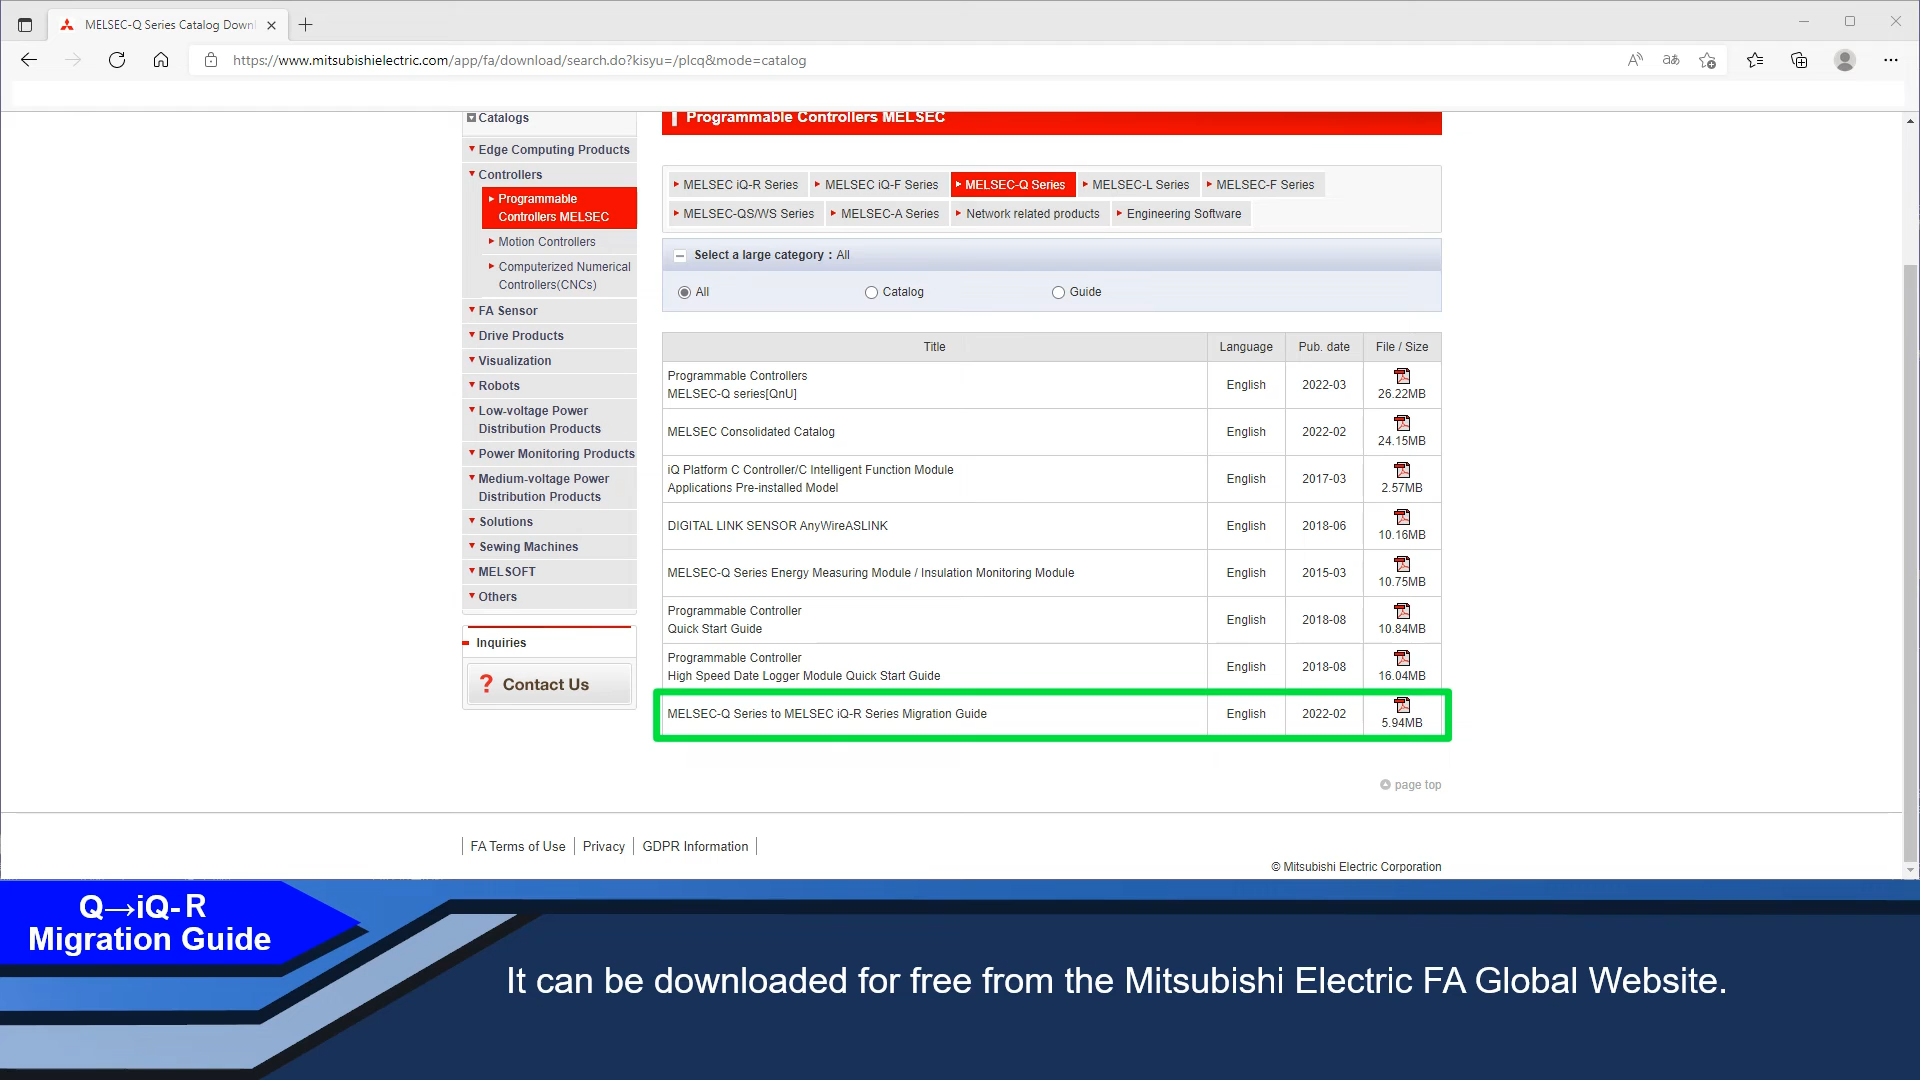 MELSEC-Q Series Catalog Down
https://www.mitsubishielectric.com/app/fa/download/search.do?kisyu=/plcq&mode=catalog
Catalogs
Edge Computing Products
Controllers
Programmable
Controllers MELSEC
Motion Controllers
Computerized Numerical
Controllers(CNCs)
FA Sensor
Drive Products
Visualization
Robots
Low-voltage Power
Distribution Products
Power Monitoring Products
Medium-voltage Power
Distribution Products
Solutions
Sewing Machines
MELSOFT
Others
Inquiries
? Contact Us
Programmable Controllers MELSEC
MELSEC iQ-R Series MELSEC iQ-F Series MELSEC-Q Series MELSEC-L Series MELSEC-F Series
MELSEC-QS/WS Series MELSEC-A Series Network related products Engineering Software
Select a large category : All
All Catalog Guide
Title Language Pub. date File / Size
Programmable Controllers
MELSEC-Q series[QnU] English 2022-03 26.22MB
MELSEC Consolidated Catalog English 2022-02 24.15MB
iQ Platform C Controller/C Intelligent Function Module
Applications Pre-installed Model English 2017-03 2.57MB
DIGITAL LINK SENSOR AnyWireASLINK English 2018-06 10.16MB
MELSEC-Q Series Energy Measuring Module / Insulation Monitoring Module English 2015-03 10.75MB
Programmable Controller
Quick Start Guide English 2018-08 10.84MB
Programmable Controller
High Speed Date Logger Module Quick Start Guide English 2018-08 16.04MB
MELSEC-Q Series to MELSEC iQ-R Series Migration Guide English 2022-02 5.94MB
page top
FA Terms of Use Privacy GDPR Information
© Mitsubishi Electric Corporation
Q→iQ-R
Migration Guide
It can be downloaded for free from the Mitsubishi Electric FA Global Website.